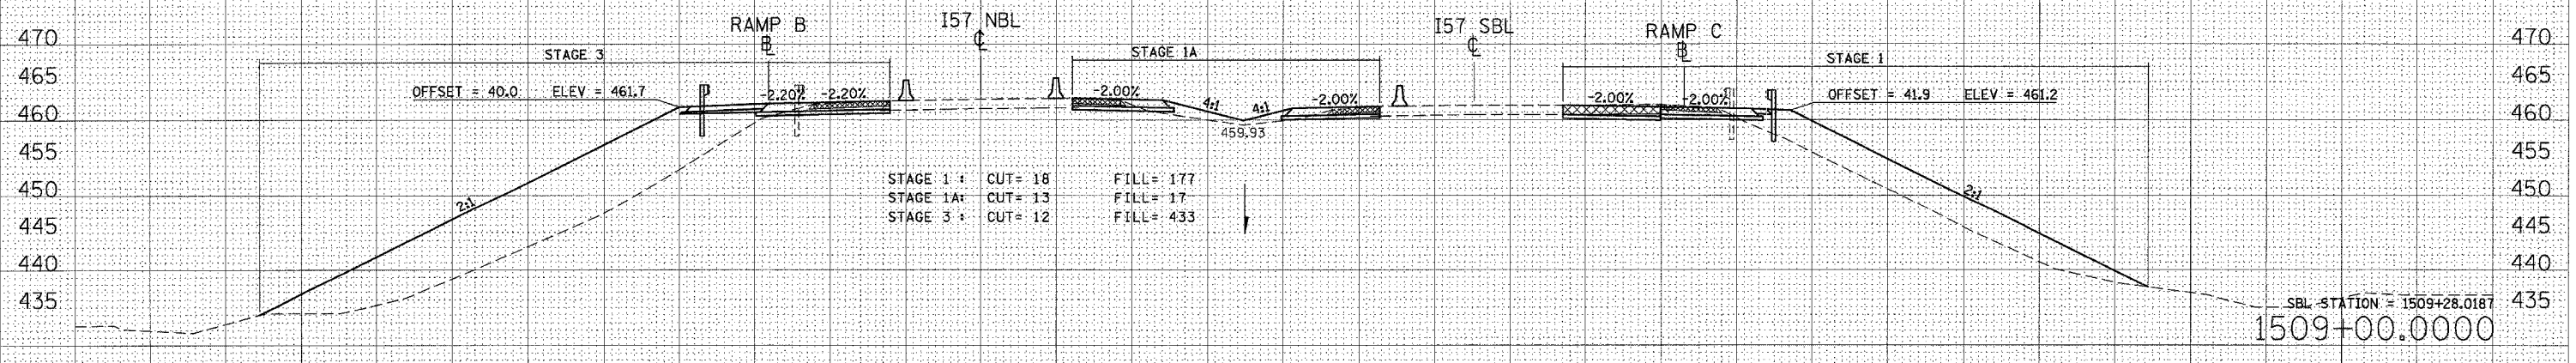 RAMP B
I57 NBL
I57 SBL
RAMP C
STAGE 3
STAGE 1A
STAGE 1
470
465
460
455
450
445
440
435
OFFSET = 40.0 ELEV = 461.7
-2.20%
-2.20%
-2.00%
4:1
4:1
-2.00%
459.93
-2.00%
-2.00%
OFFSET = 41.9 ELEV = 461.2
2:1
2:1
STAGE 1 : CUT= 18 FILL= 177
STAGE 1A: CUT= 13 FILL= 17
STAGE 3 : CUT= 12 FILL= 433
470
465
460
455
450
445
440
435
SBL STATION = 1509+28.0187
1509+00.0000